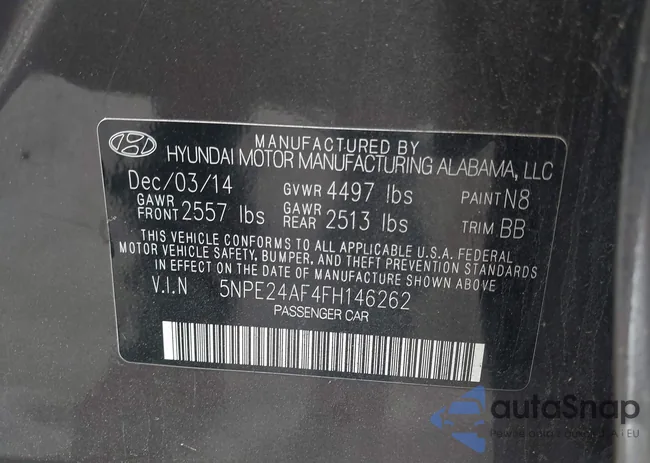 MANUFACTURED BY
HYUNDAI MOTOR MANUFACTURING ALABAMA, LLC
Dec/03/14 GVWR 4497 lbs PAINT N8
GAWR FRONT 2557 lbs GAWR REAR 2513 lbs TRIM BB
THIS VEHICLE CONFORMS TO ALL APPLICABLE U.S.A. FEDERAL
MOTOR VEHICLE SAFETY, BUMPER, AND THEFT PREVENTION STANDARDS
IN EFFECT ON THE DATE OF MANUFACTURE SHOWN ABOVE
V.I.N 5NPE24AF4FH146262
PASSENGER CAR
autoSnap